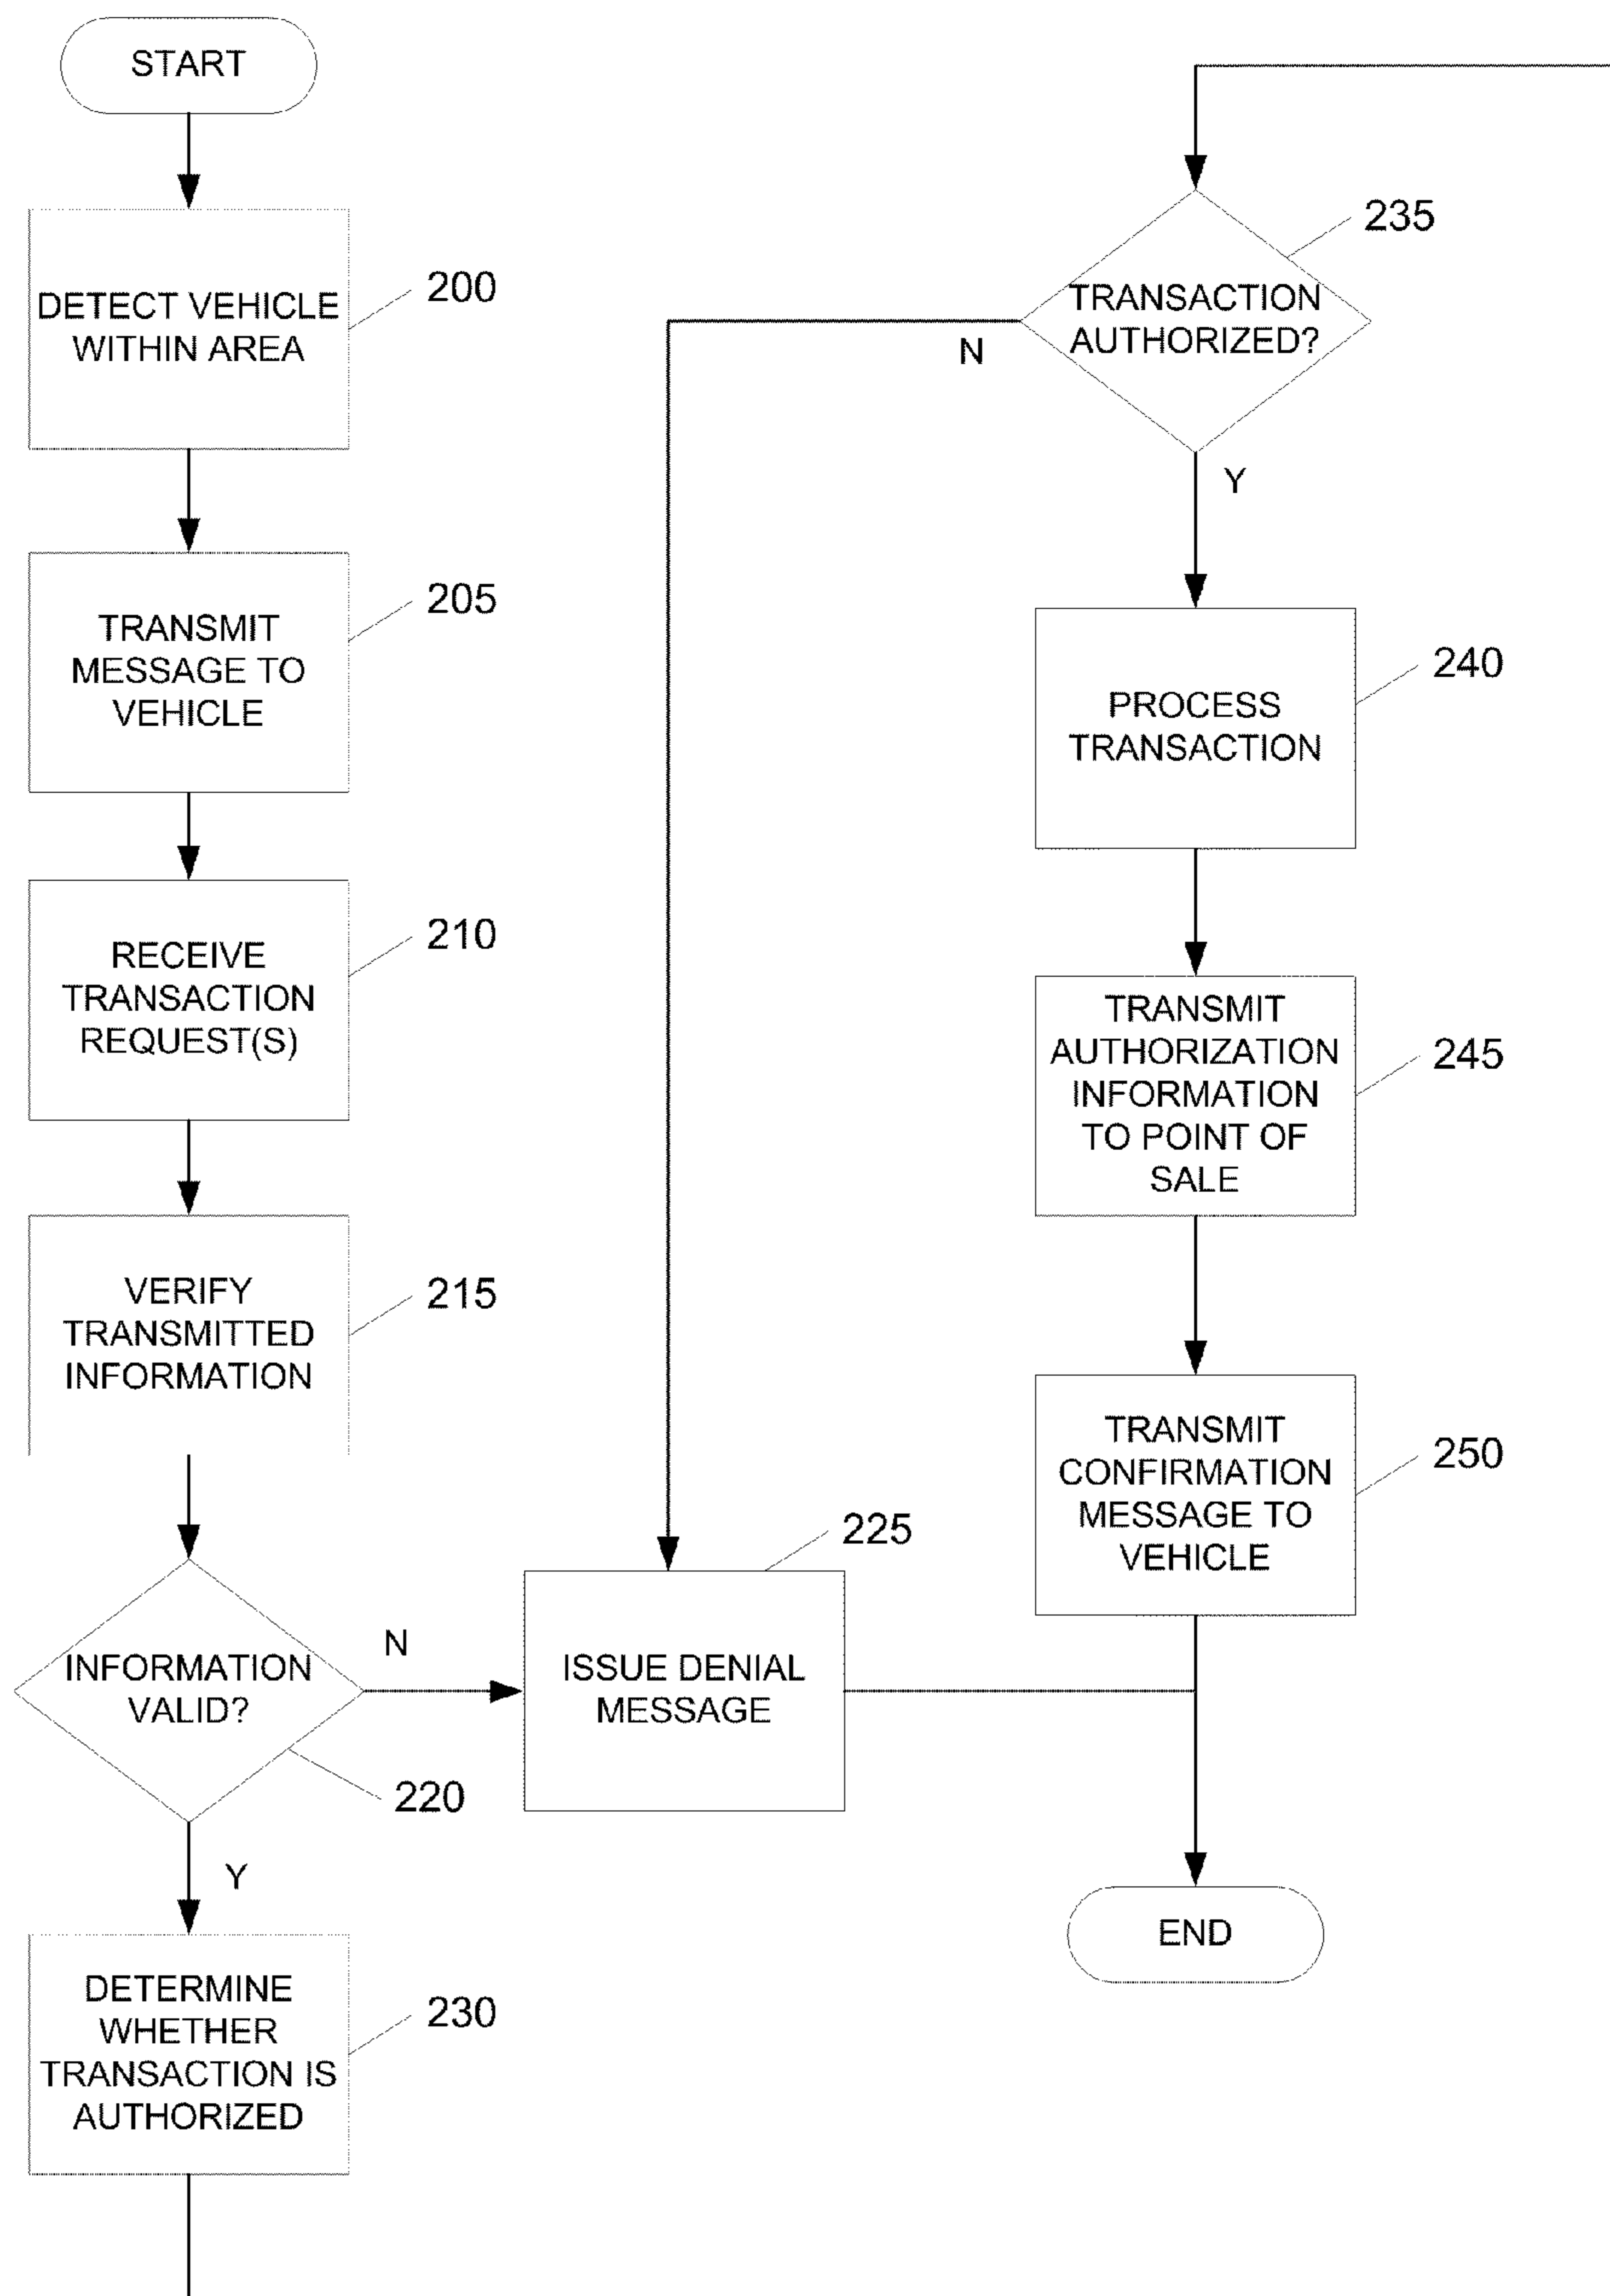 START
DETECT VEHICLE
WITHIN AREA
200
TRANSMIT
MESSAGE TO
VEHICLE
205
RECEIVE
TRANSACTION
REQUEST(S)
210
VERIFY
TRANSMITTED
INFORMATION
215
INFORMATION
VALID?
220
N
Y
ISSUE DENIAL
MESSAGE
225
DETERMINE
WHETHER
TRANSACTION IS
AUTHORIZED
230
TRANSACTION
AUTHORIZED?
235
N
Y
PROCESS
TRANSACTION
240
TRANSMIT
AUTHORIZATION
INFORMATION
TO POINT OF
SALE
245
TRANSMIT
CONFIRMATION
MESSAGE TO
VEHICLE
250
END